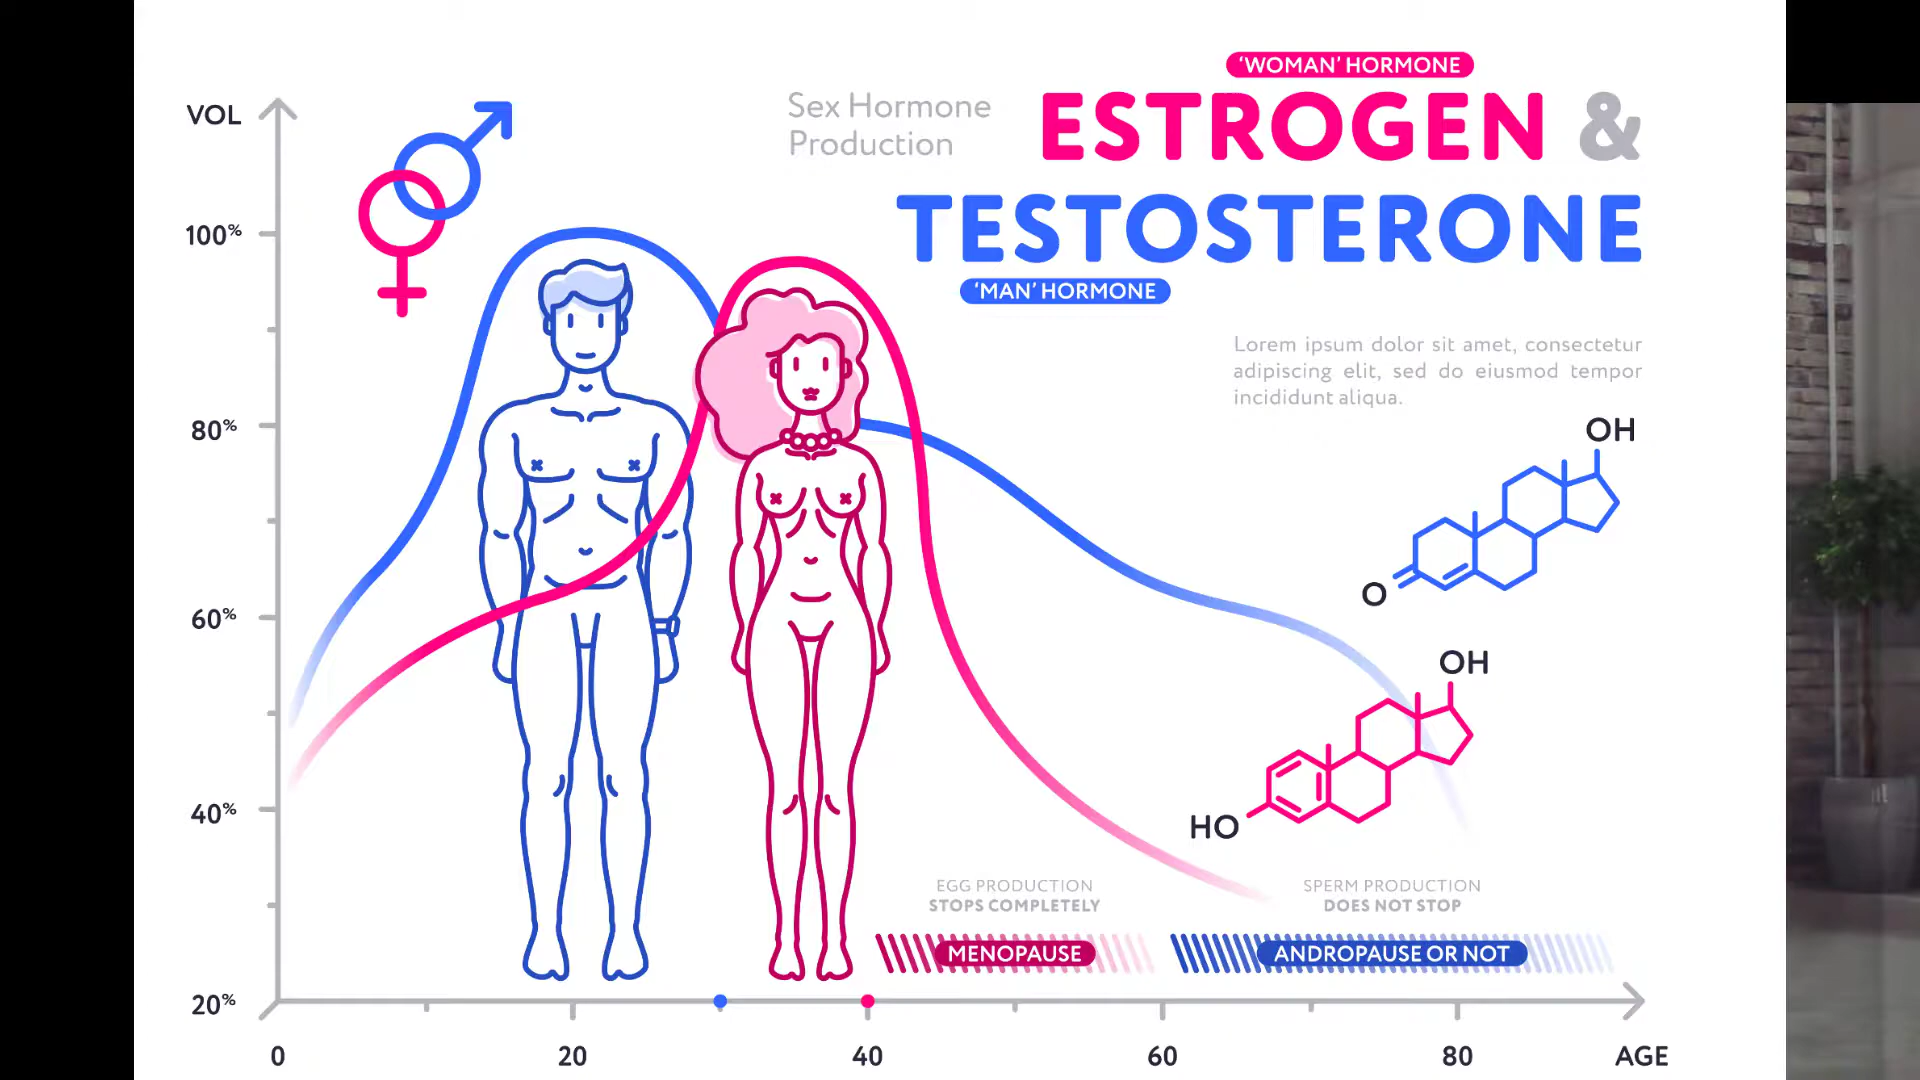 'WOMAN' HORMONE
Sex Hormone
Production
ESTROGEN &
TESTOSTERONE
'MAN' HORMONE
Lorem ipsum dolor sit amet, consectetur
adipiscing elit, sed do eiusmod tempor
incididunt aliqua.
VOL
100%
80%
60%
40%
20%
OH
O
OH
HO
EGG PRODUCTION
STOPS COMPLETELY
MENOPAUSE
SPERM PRODUCTION
DOES NOT STOP
ANDROPAUSE OR NOT
0 20 40 60 80 AGE